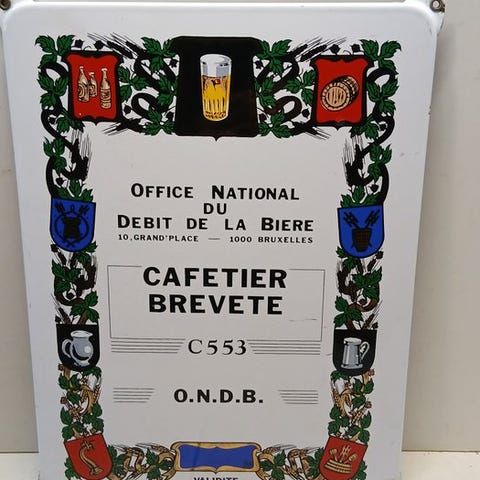 OFFICE NATIONAL
DU
DEBIT DE LA BIERE
10, GRAND'PLACE — 1000 BRUXELLES
CAFETIER
BREVETE
C553
O.N.D.B.
VALIDITE